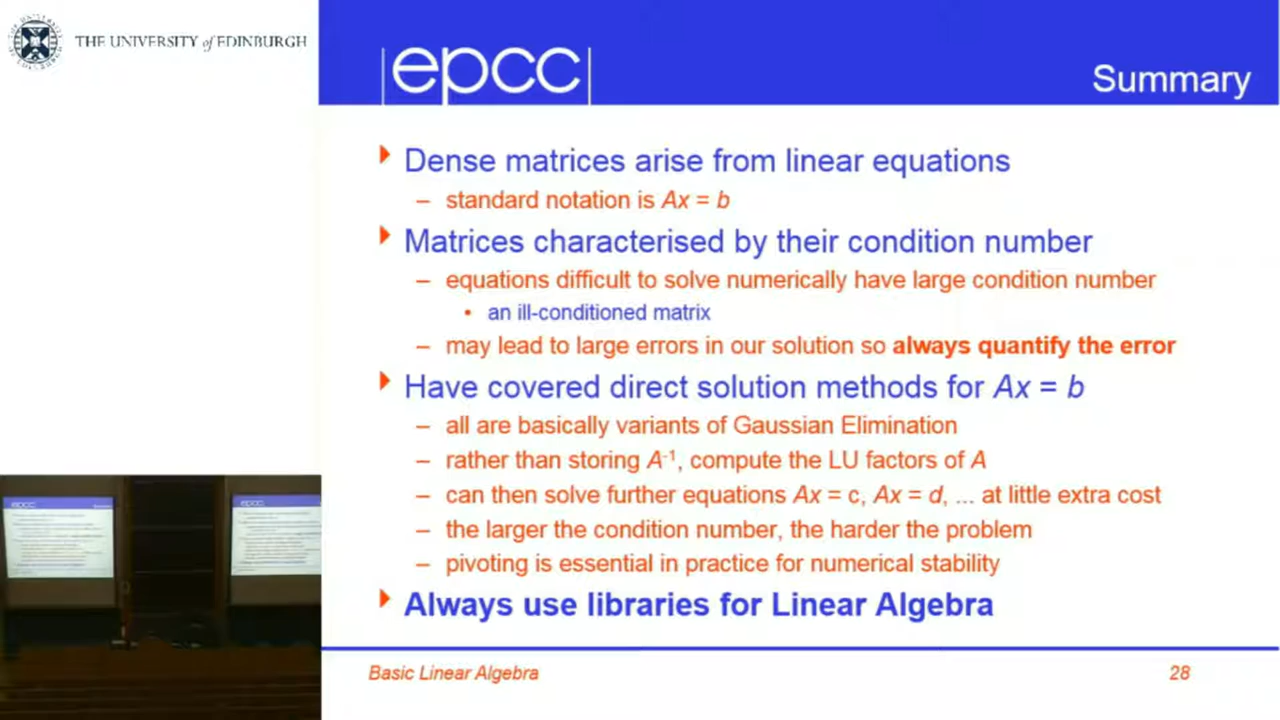 THE UNIVERSITY of EDINBURGH
epcc
Summary
Dense matrices arise from linear equations
– standard notation is Ax = b
Matrices characterised by their condition number
– equations difficult to solve numerically have large condition number
• an ill-conditioned matrix
– may lead to large errors in our solution so always quantify the error
Have covered direct solution methods for Ax = b
– all are basically variants of Gaussian Elimination
– rather than storing A⁻¹, compute the LU factors of A
– can then solve further equations Ax = c, Ax = d, ... at little extra cost
– the larger the condition number, the harder the problem
– pivoting is essential in practice for numerical stability
Always use libraries for Linear Algebra
Basic Linear Algebra
28
epcc
epcc